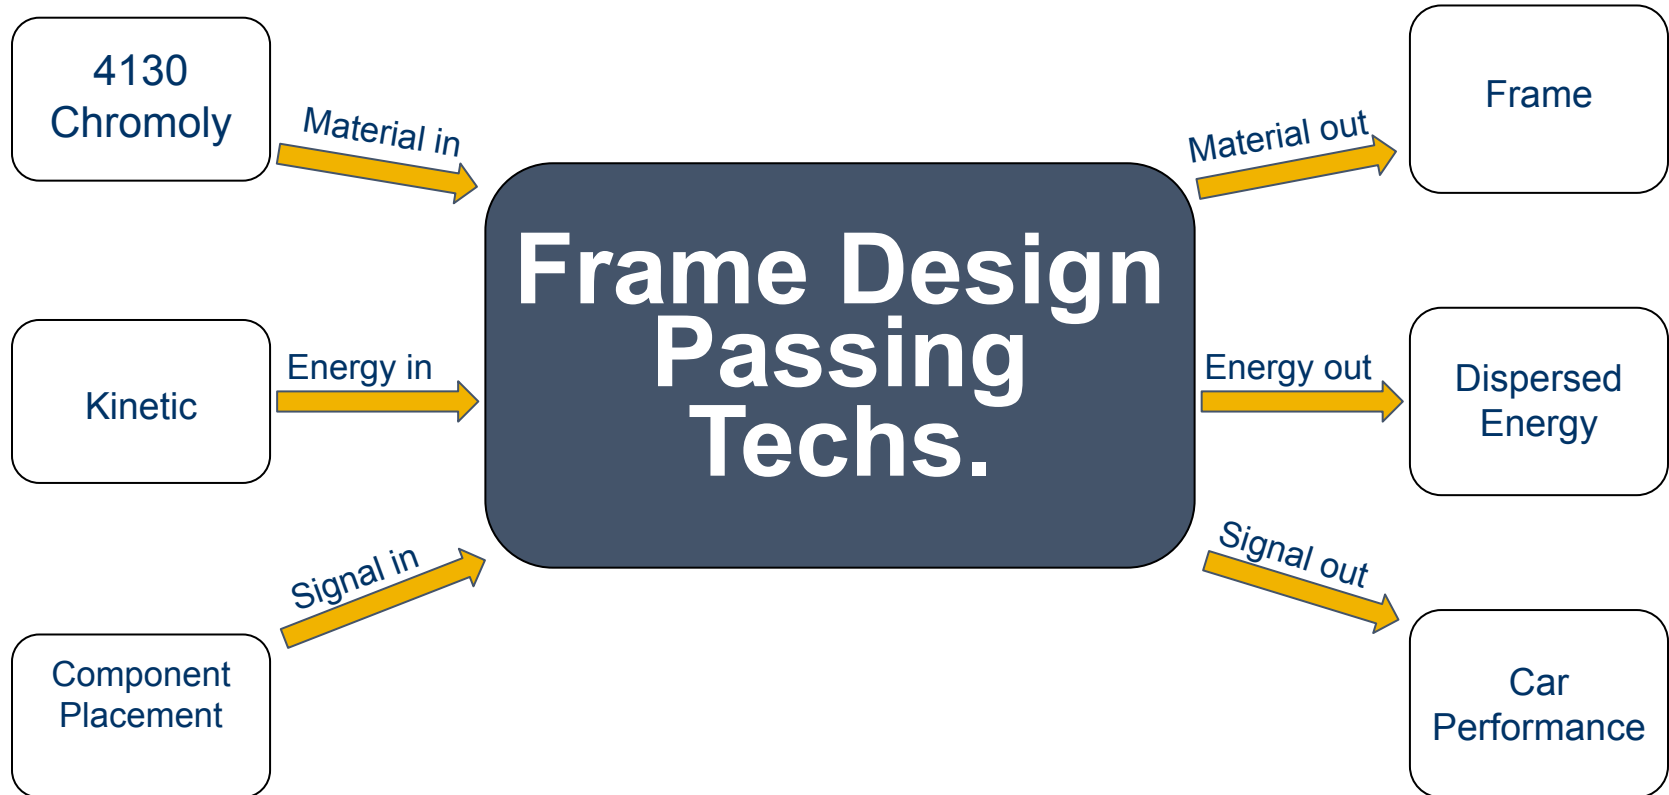 4130
Chromoly
Material in
Kinetic
Energy in
Component
Placement
Signal in
Frame Design
Passing
Techs.
Material out
Frame
Energy out
Dispersed
Energy
Signal out
Car
Performance